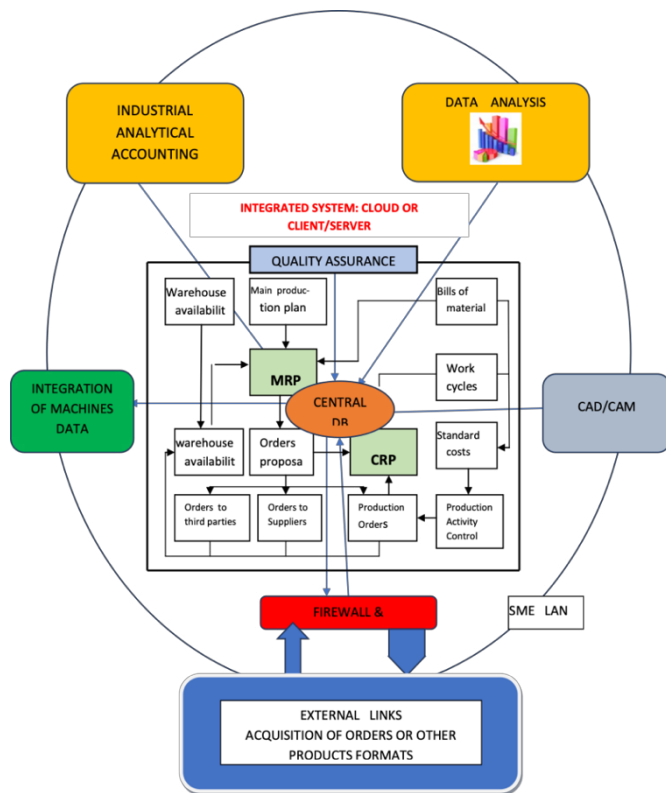 INDUSTRIAL
ANALYTICAL
ACCOUNTING
DATA ANALYSIS
INTEGRATED SYSTEM: CLOUD OR
CLIENT/SERVER
QUALITY ASSURANCE
Warehouse
availabilit
Main produc-
tion plan
Bills of
material
MRP
Work
cycles
INTEGRATION
OF MACHINES
DATA
CENTRAL
DB
CAD/CAM
warehouse
availabilit
Orders
proposa
CRP
Standard
costs
Orders to
third parties
Orders to
Suppliers
Production
Orders
Production
Activity
Control
FIREWALL &
SME LAN
EXTERNAL LINKS
ACQUISITION OF ORDERS OR OTHER
PRODUCTS FORMATS